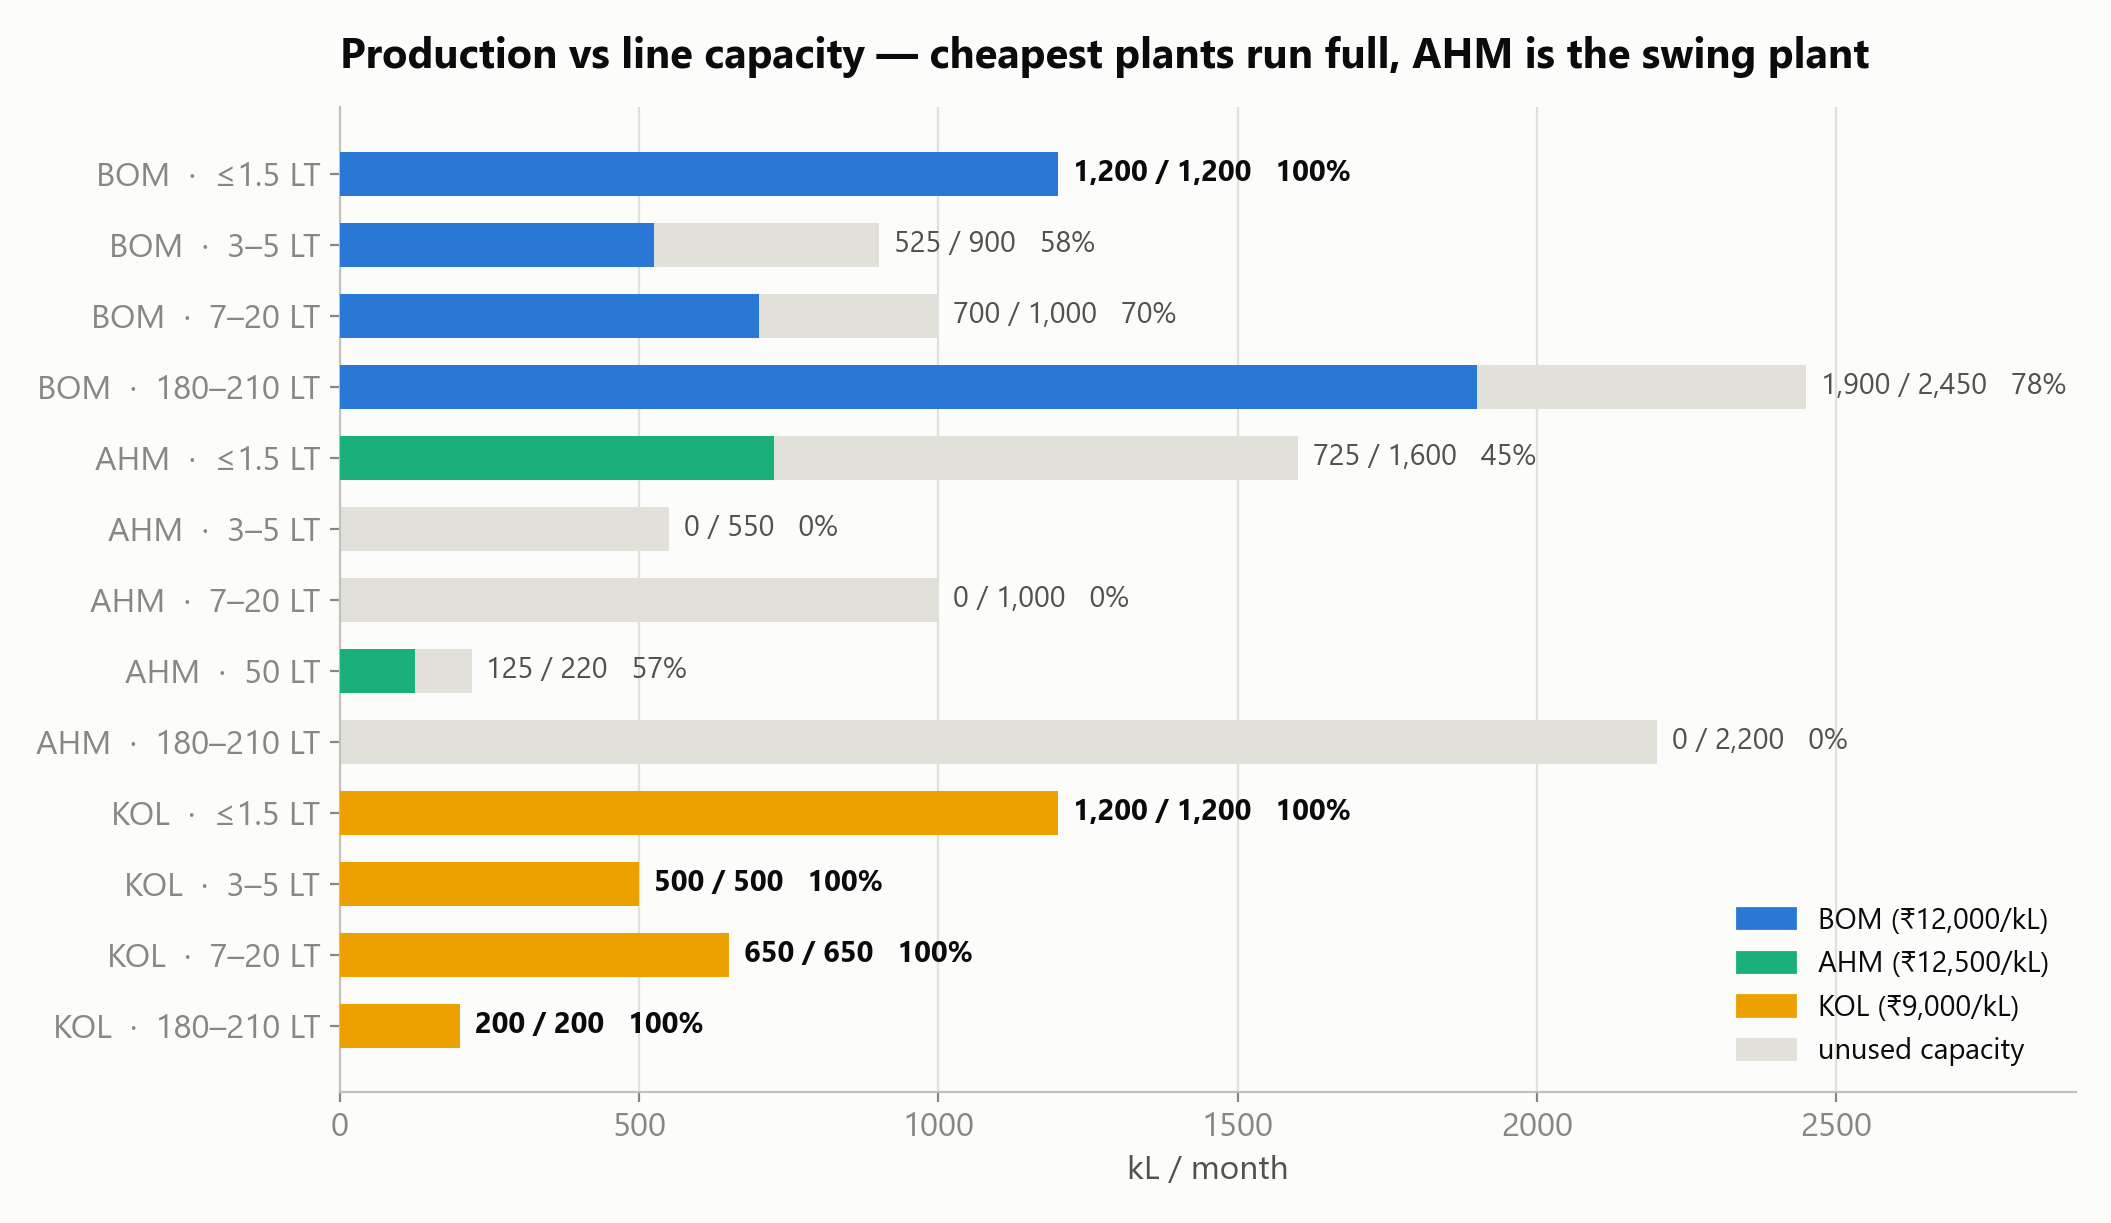 Production vs line capacity — cheapest plants run full, AHM is the swing plant
BOM · ≤1.5 LT 1,200 / 1,200 100%
BOM · 3–5 LT 525 / 900 58%
BOM · 7–20 LT 700 / 1,000 70%
BOM · 180–210 LT 1,900 / 2,450 78%
AHM · ≤1.5 LT 725 / 1,600 45%
AHM · 3–5 LT 0 / 550 0%
AHM · 7–20 LT 0 / 1,000 0%
AHM · 50 LT 125 / 220 57%
AHM · 180–210 LT 0 / 2,200 0%
KOL · ≤1.5 LT 1,200 / 1,200 100%
KOL · 3–5 LT 500 / 500 100%
KOL · 7–20 LT 650 / 650 100%
KOL · 180–210 LT 200 / 200 100%
BOM (₹12,000/kL)
AHM (₹12,500/kL)
KOL (₹9,000/kL)
unused capacity
0 500 1000 1500 2000 2500
kL / month